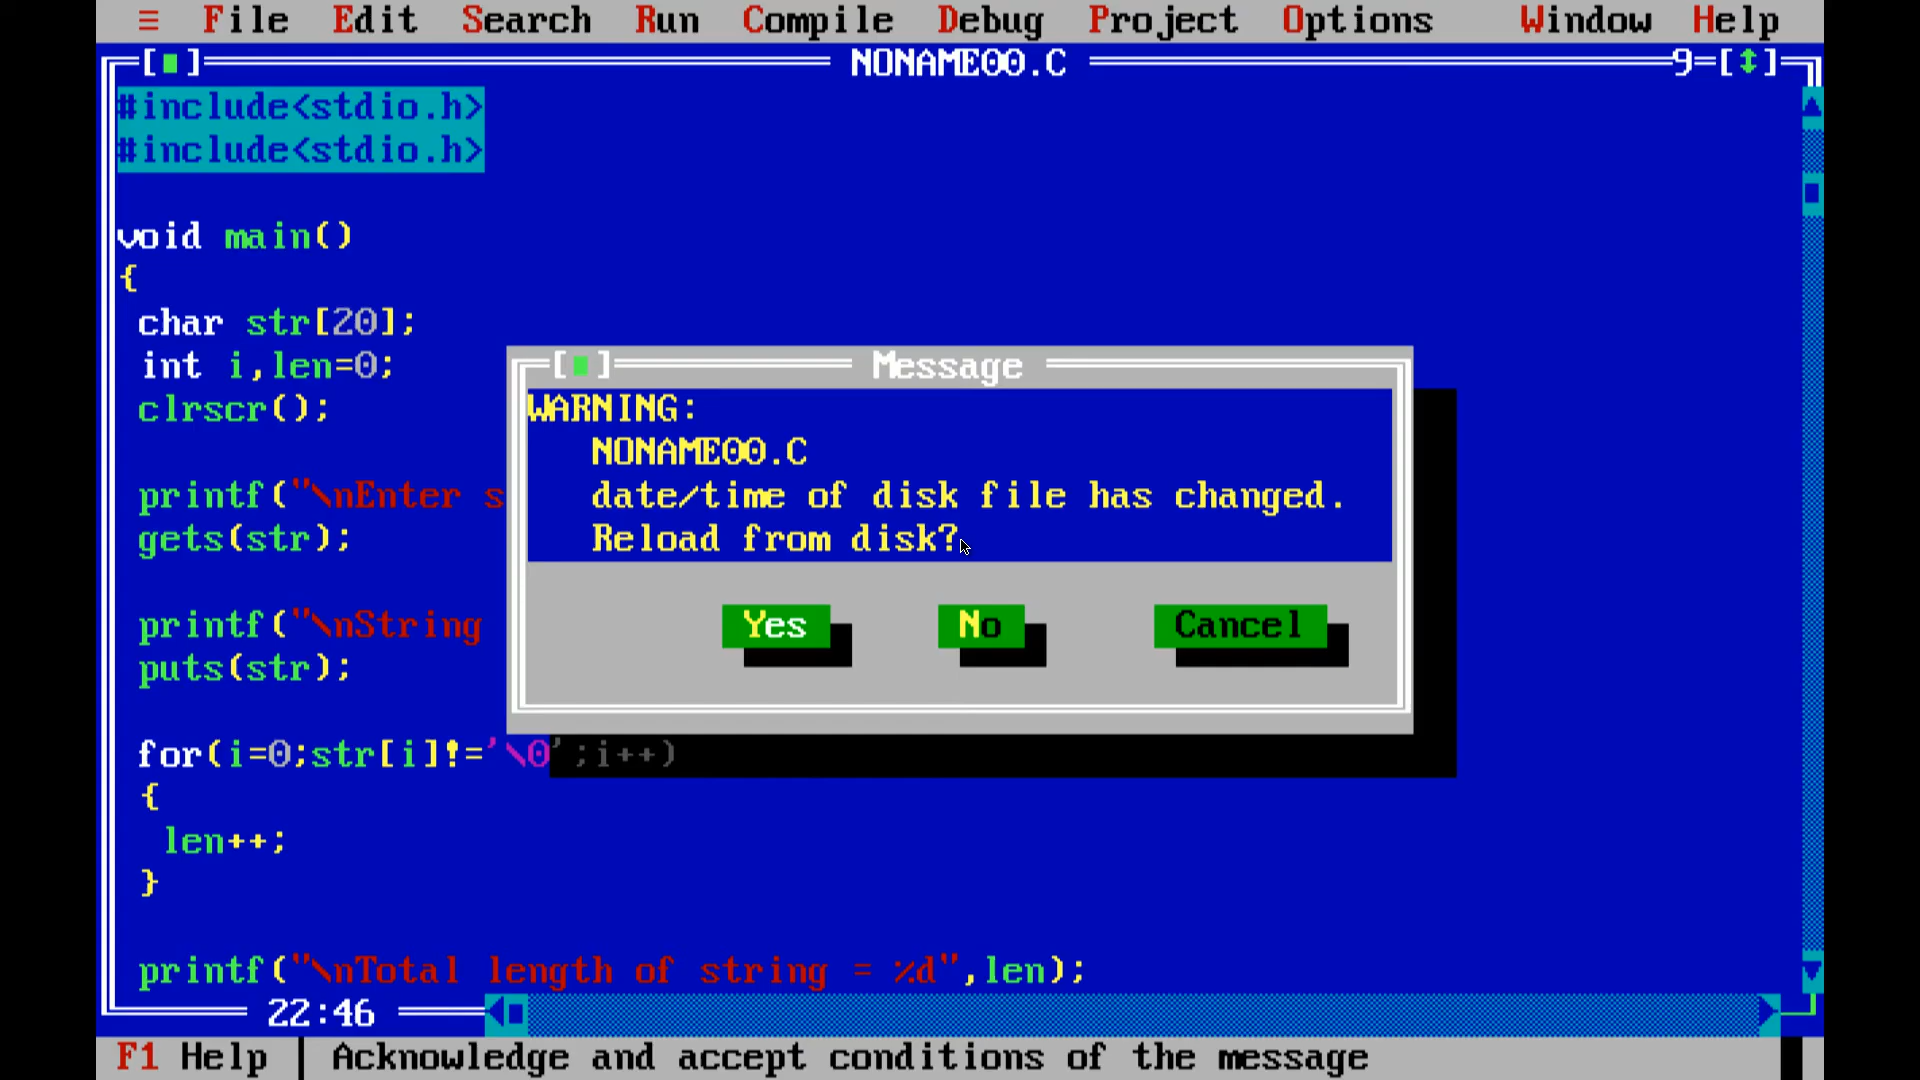 ≡ File Edit Search Run Compile Debug Project Options Window Help
[■] NONAME00.C 9=[↕]
#include<stdio.h>
#include<stdio.h>
void main()
{
char str[20];
int i,len=0;
clrscr();
printf("\nEnter s
gets(str);
printf("\nString
puts(str);
for(i=0;str[i]!='\0';i++)
{
len++;
}
printf("\nTotal length of string = %d",len);
22:46
[■] Message
WARNING:
NONAME00.C
date/time of disk file has changed.
Reload from disk?
Yes No Cancel
F1 Help | Acknowledge and accept conditions of the message